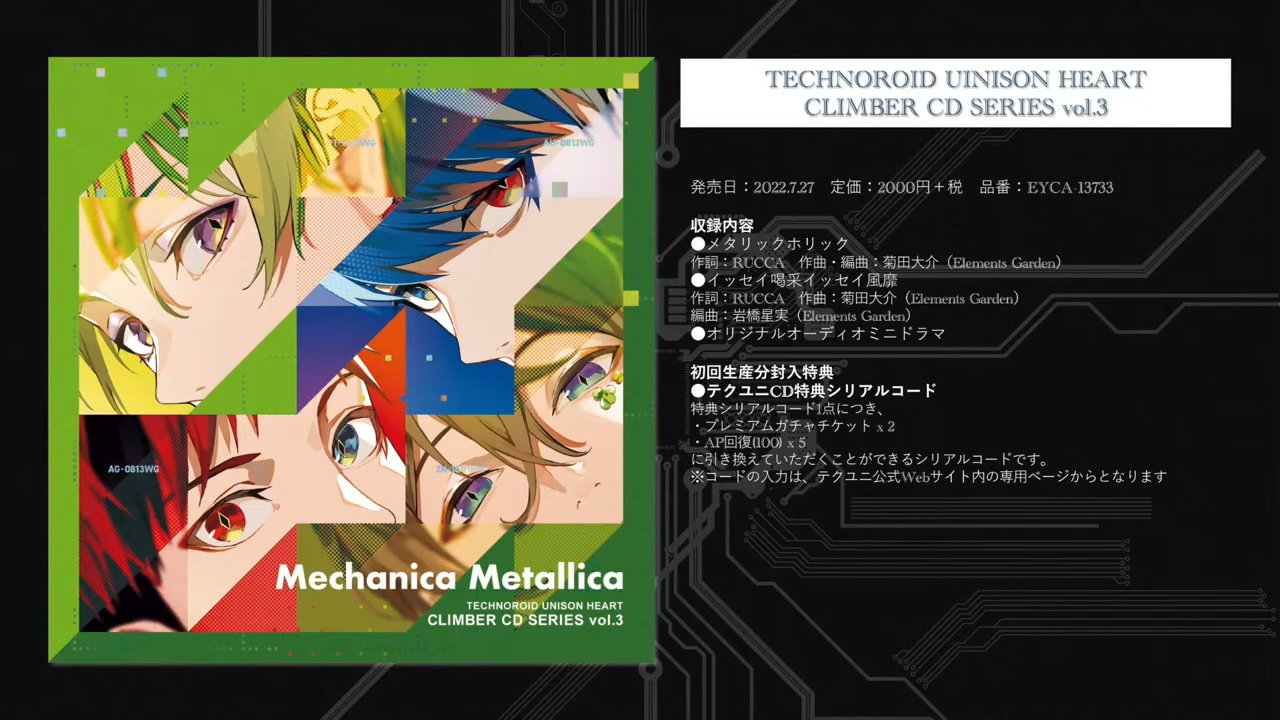 TECHNOROID UINISON HEART
CLIMBER CD SERIES vol.3
発売日：2022.7.27　定価：2000円＋税　品番：EYCA-13733
収録内容
●メタリックホリック
作詞：RUCCA　作曲・編曲：菊田大介（Elements Garden）
●イッセイ喝采イッセイ風靡
作詞：RUCCA　作曲：菊田大介（Elements Garden）
編曲：岩橋星実（Elements Garden）
●オリジナルオーディオミニドラマ
初回生産分封入特典
●テクユニCD特典シリアルコード
特典シリアルコード1点につき、
・プレミアムガチャチケット x 2
・AP回復(100) x 5
に引き換えていただくことができるシリアルコードです。
※コードの入力は、テクユニ公式Webサイト内の専用ページからとなります
AG-0813WG
AG-0813WG
Mechanica Metallica
TECHNOROID UNISON HEART
CLIMBER CD SERIES vol.3